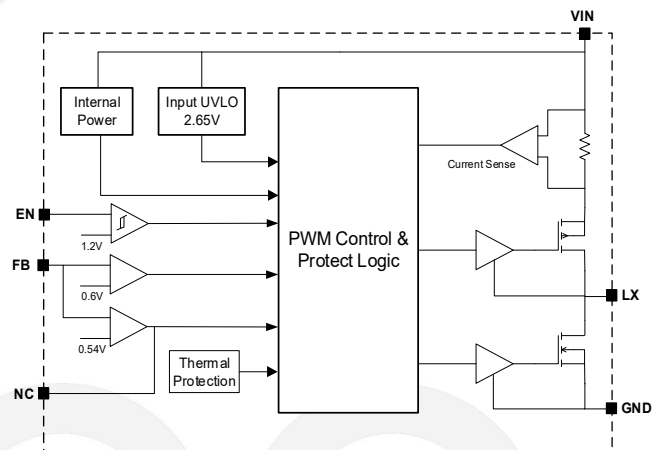 VIN
Internal
Power
Input UVLO
2.65V
Current Sense
EN
1.2V
PWM Control &
Protect Logic
FB
0.6V
LX
0.54V
Thermal
Protection
NC
GND